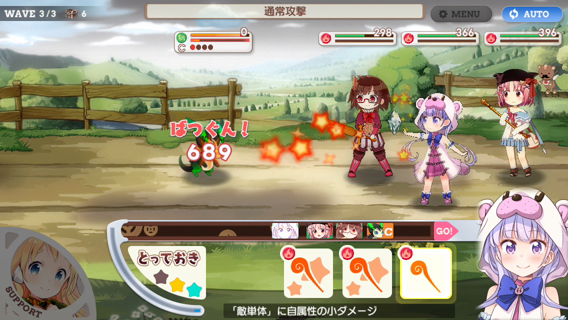 WAVE 3/3 6
通常攻撃
MENU
AUTO
C
0
298
366
396
ばつぐん!
689
C
GO!
とっておき
SUPPORT
「敵単体」に自属性の小ダメージ